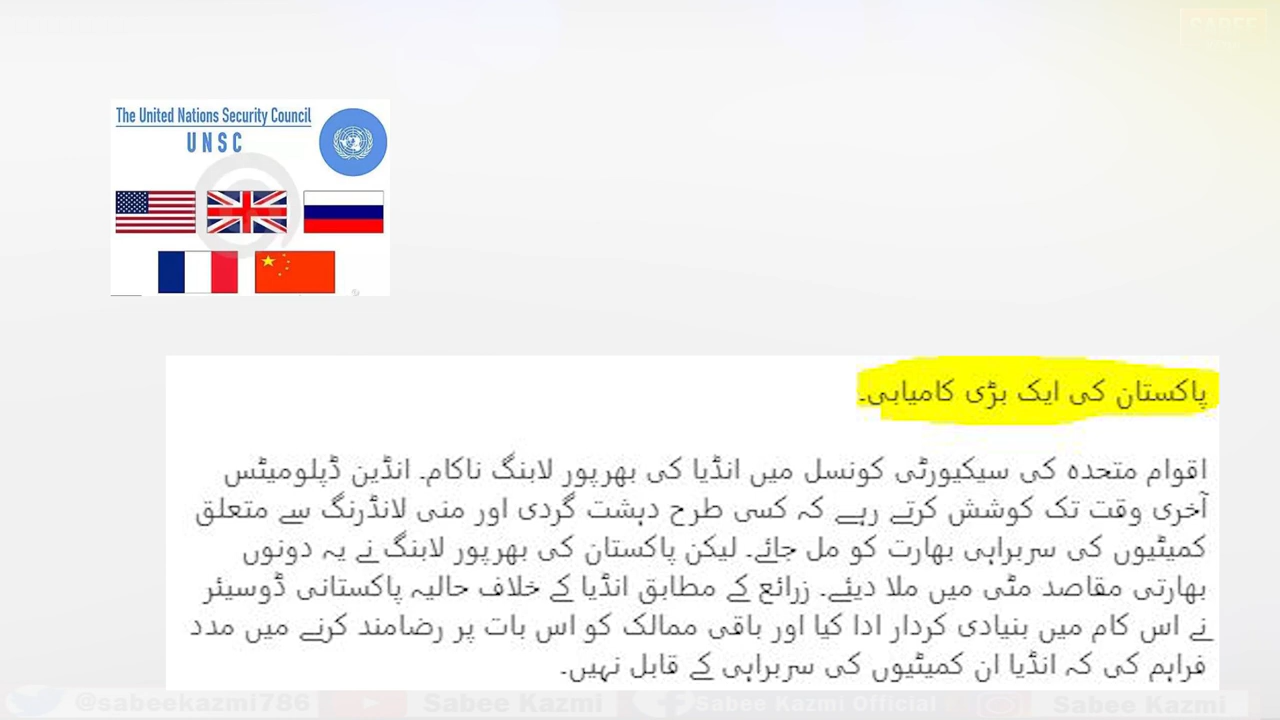 SABEE
The United Nations Security Council
UNSC
پاکستان کی ایک بڑی کامیابی۔
اقوام متحدہ کی سیکیورٹی کونسل میں انڈیا کی بھرپور لابنگ ناکام۔ انڈین ڈپلومیٹس
آخری وقت تک کوشش کرتے رہے کہ کسی طرح دہشت گردی اور منی لانڈرنگ سے متعلق
کمیٹیوں کی سربراہی بھارت کو مل جائے۔ لیکن پاکستان کی بھرپور لابنگ نے یہ دونوں
بھارتی مقاصد مٹی میں ملا دیئے۔ زرائع کے مطابق انڈیا کے خلاف حالیہ پاکستانی ڈوسیئر
نے اس کام میں بنیادی کردار ادا کیا اور باقی ممالک کو اس بات پر رضامند کرنے میں مدد
فراہم کی کہ انڈیا ان کمیٹیوں کی سربراہی کے قابل نہیں۔
@sabeekazmi786 Sabee Kazmi Sabee Kazmi Official Sabee Kazmi